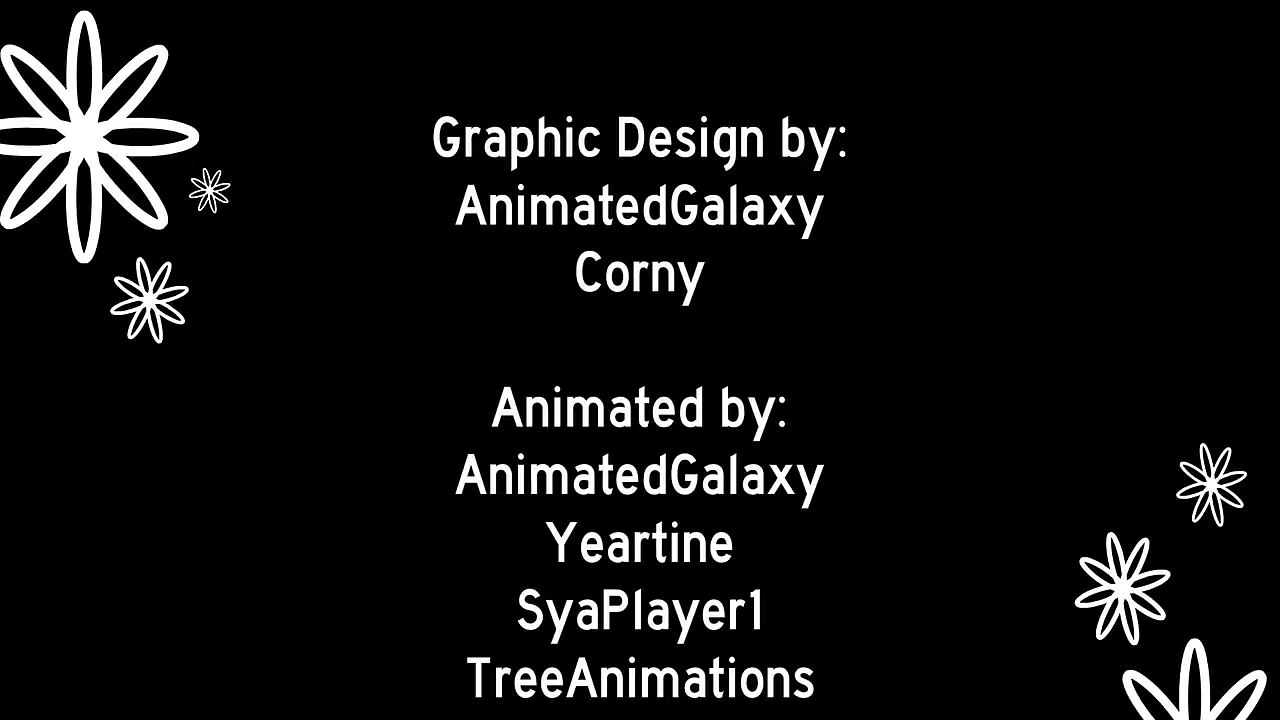 Graphic Design by:
AnimatedGalaxy
Corny
Animated by:
AnimatedGalaxy
Yeartine
SyaPlayer1
TreeAnimations